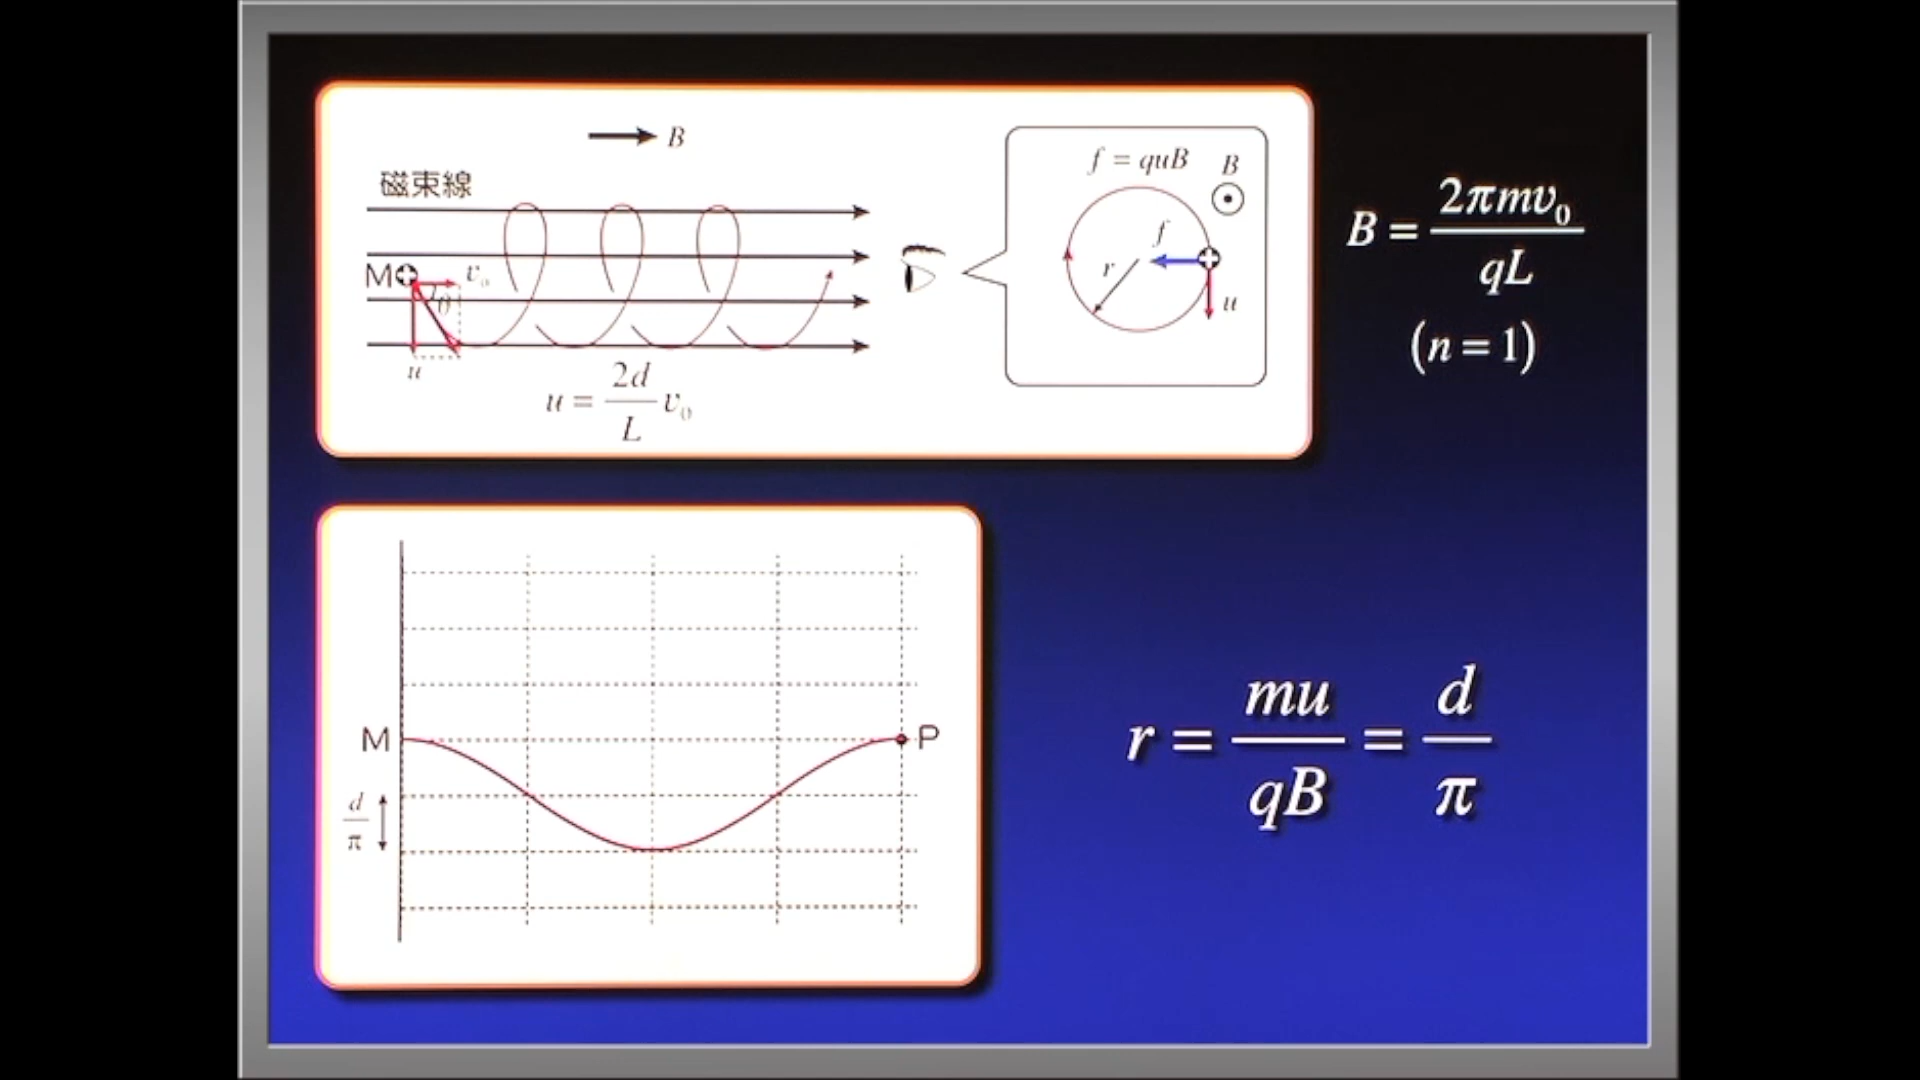 B
磁束線
M
v₀
θ
u
u = 2d/L v₀
f = quB
B
f
r
u
B = 2πmv₀/qL
(n = 1)
M
P
d/π
r = mu/qB = d/π